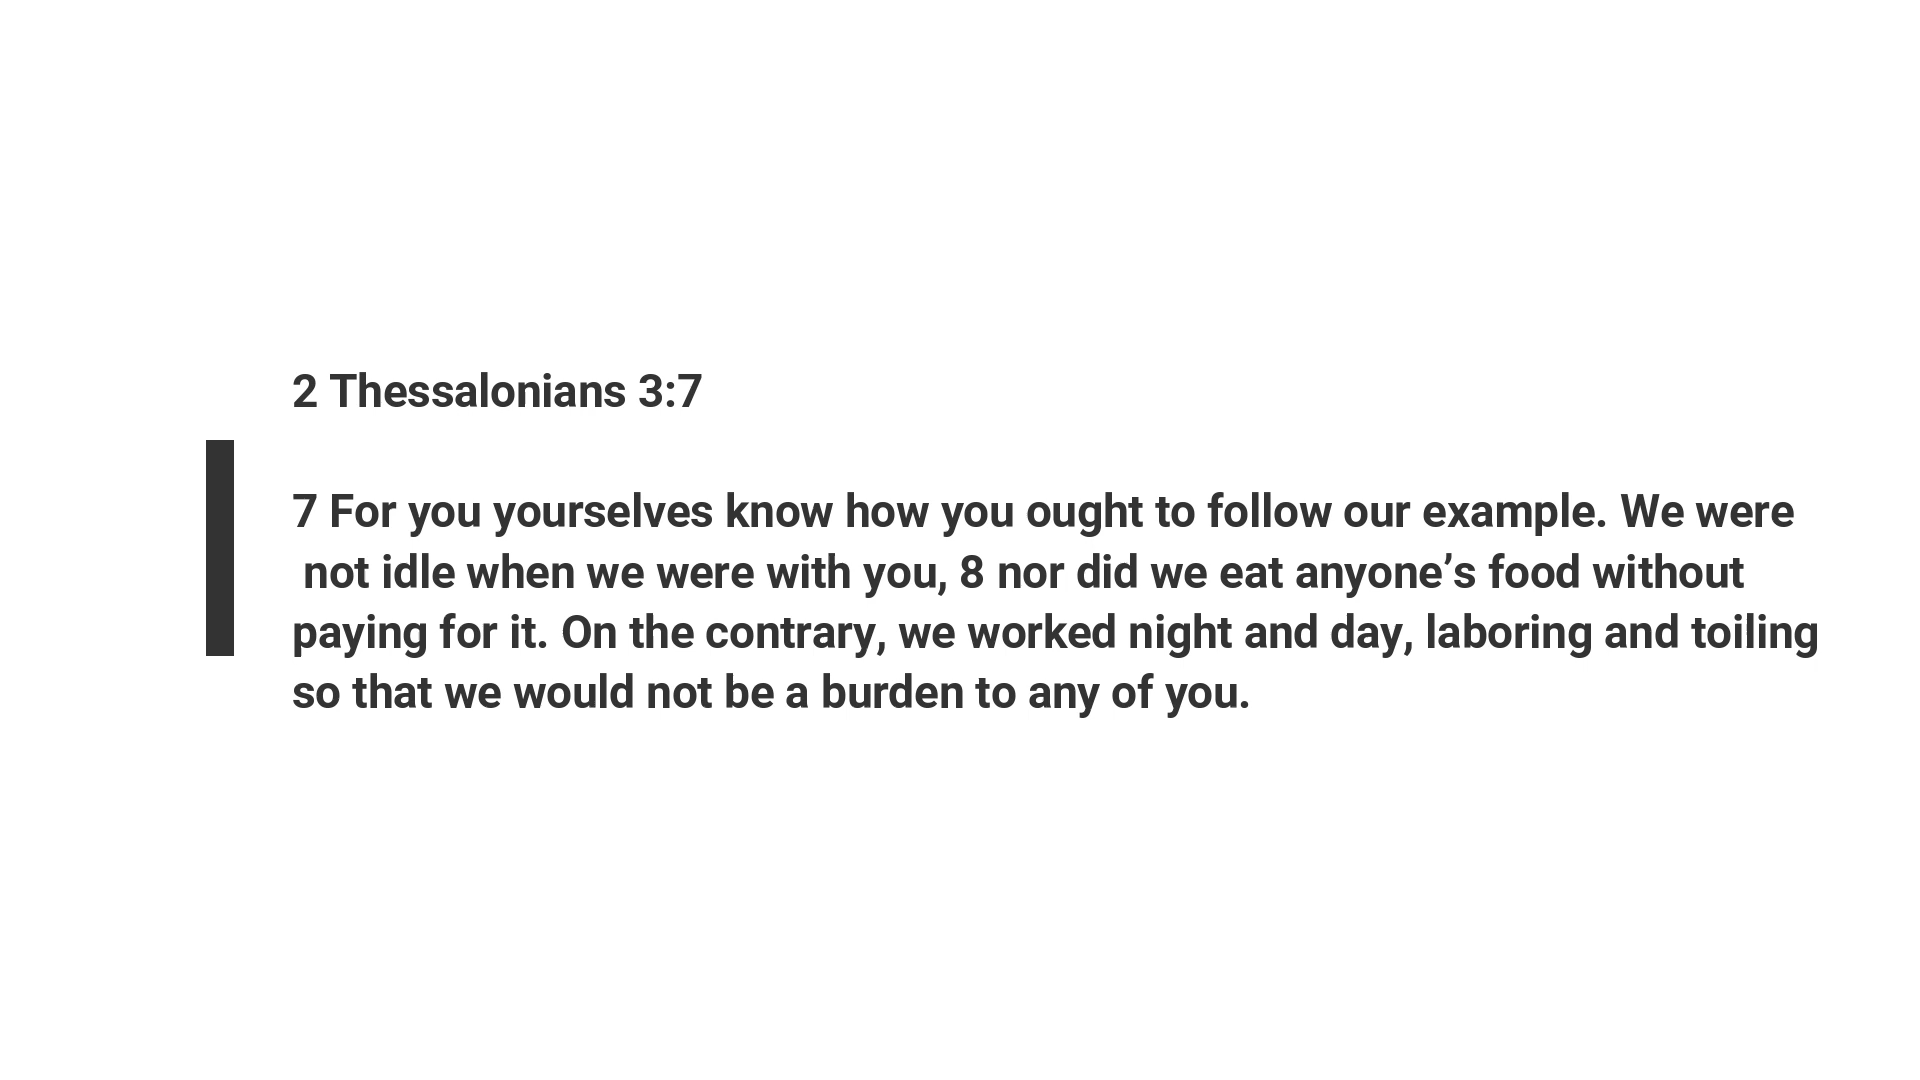 2 Thessalonians 3:7
7 For you yourselves know how you ought to follow our example. We were
not idle when we were with you, 8 nor did we eat anyone’s food without
paying for it. On the contrary, we worked night and day, laboring and toiling
so that we would not be a burden to any of you.